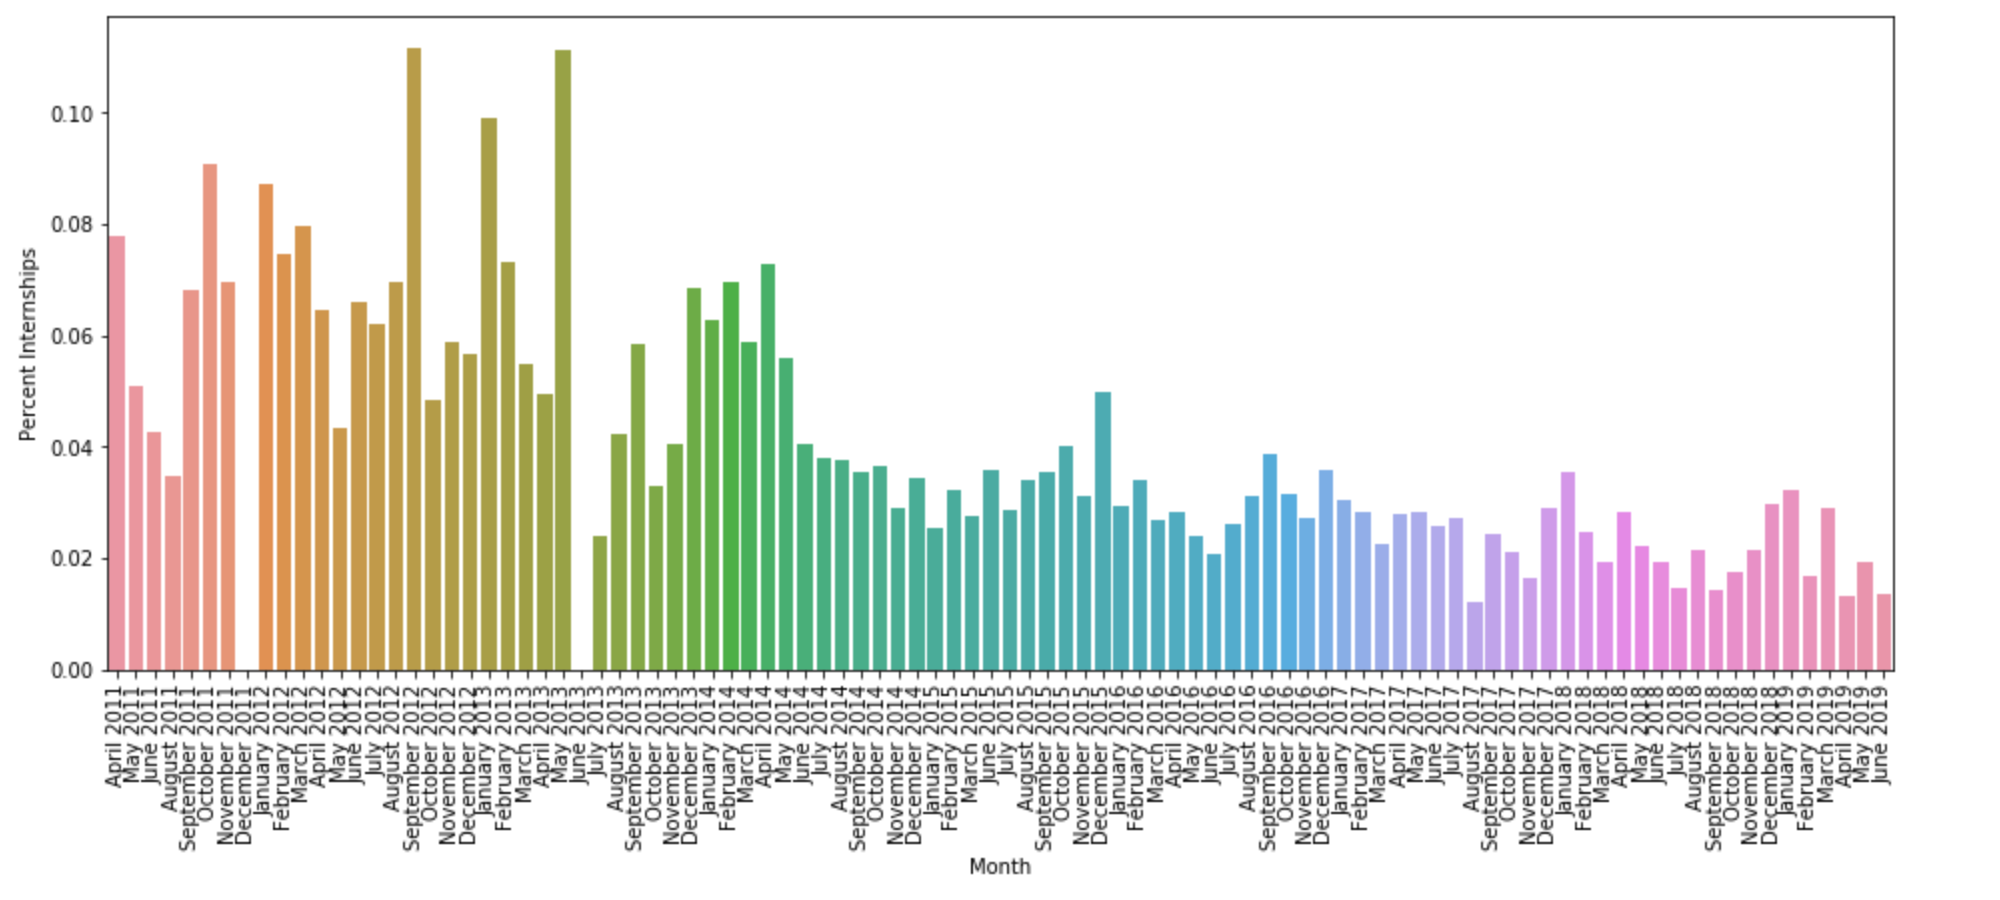 Percent Internships
0.10
0.08
0.06
0.04
0.02
0.00
April 2011
May 2011
June 2011
August 2011
September 2011
October 2011
November 2011
December 2011
January 2012
February 2012
March 2012
April 2012
May 2012
June 2012
July 2012
August 2012
September 2012
October 2012
November 2012
December 2012
January 2013
February 2013
March 2013
April 2013
May 2013
June 2013
July 2013
August 2013
September 2013
October 2013
November 2013
December 2013
January 2014
February 2014
March 2014
April 2014
May 2014
June 2014
July 2014
August 2014
September 2014
October 2014
November 2014
December 2014
January 2015
February 2015
March 2015
June 2015
July 2015
August 2015
September 2015
October 2015
November 2015
December 2015
January 2016
February 2016
March 2016
April 2016
May 2016
June 2016
July 2016
August 2016
September 2016
October 2016
November 2016
December 2016
January 2017
February 2017
March 2017
April 2017
May 2017
June 2017
July 2017
August 2017
September 2017
October 2017
November 2017
December 2017
January 2018
February 2018
March 2018
April 2018
May 2018
June 2018
July 2018
August 2018
September 2018
October 2018
November 2018
December 2018
January 2019
February 2019
March 2019
April 2019
May 2019
June 2019
Month